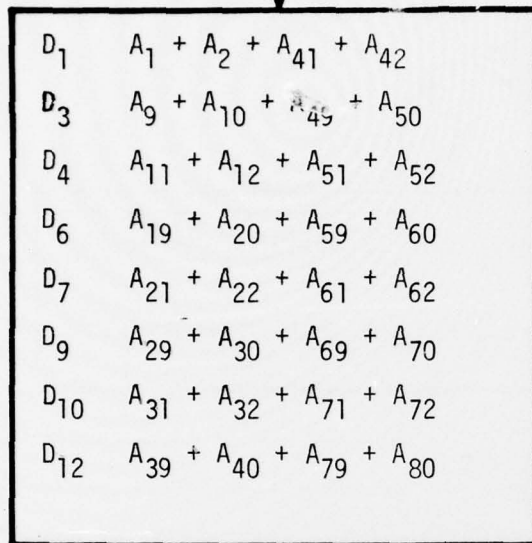 D₁ A₁ + A₂ + A₄₁ + A₄₂
D₃ A₉ + A₁₀ + A₄₉ + A₅₀
D₄ A₁₁ + A₁₂ + A₅₁ + A₅₂
D₆ A₁₉ + A₂₀ + A₅₉ + A₆₀
D₇ A₂₁ + A₂₂ + A₆₁ + A₆₂
D₉ A₂₉ + A₃₀ + A₆₉ + A₇₀
D₁₀ A₃₁ + A₃₂ + A₇₁ + A₇₂
D₁₂ A₃₉ + A₄₀ + A₇₉ + A₈₀